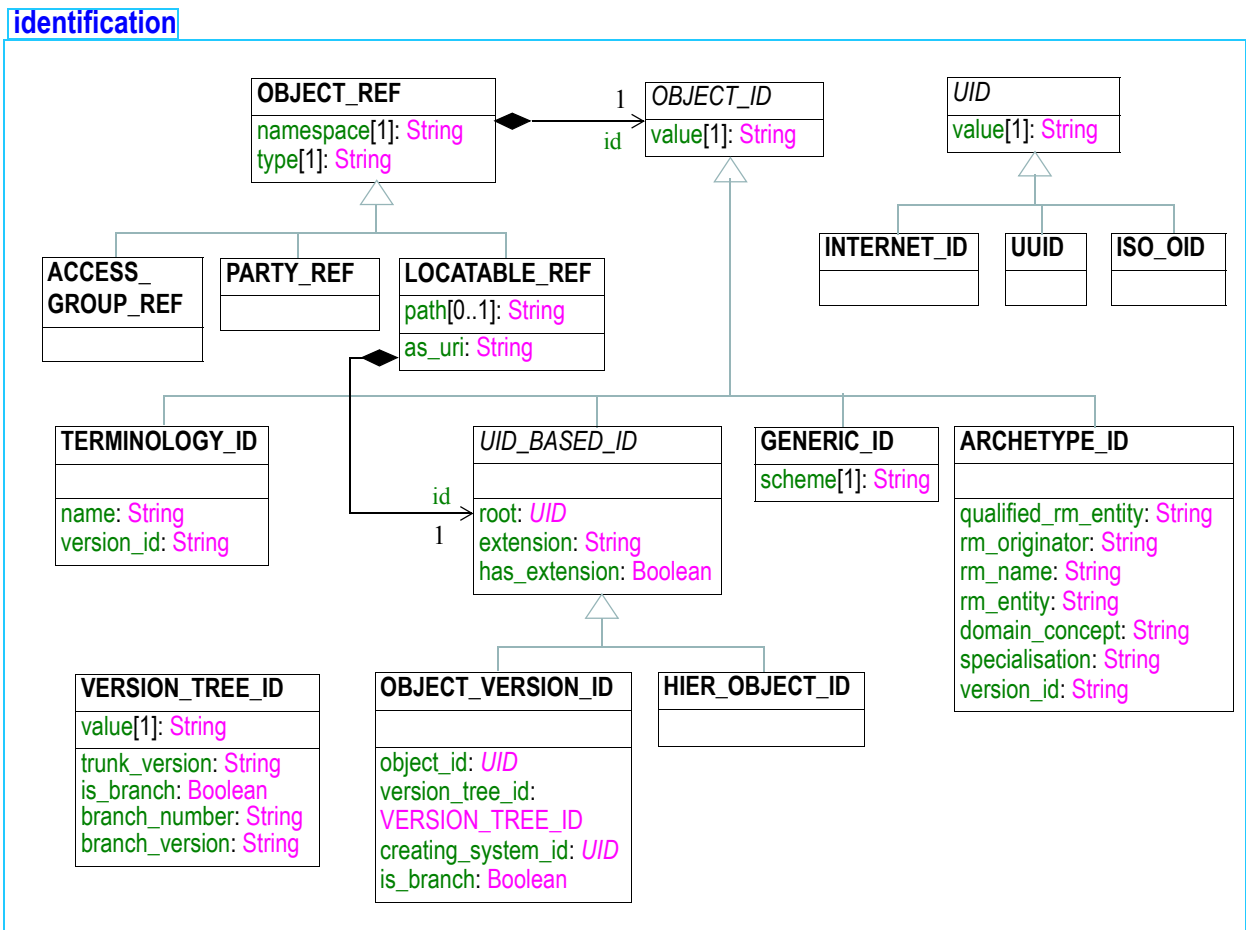 identification
OBJECT_REF
namespace[1]: String
type[1]: String
1
id
OBJECT_ID
value[1]: String
UID
value[1]: String
ACCESS_
GROUP_REF
PARTY_REF
LOCATABLE_REF
path[0..1]: String
as_uri: String
INTERNET_ID
UUID
ISO_OID
TERMINOLOGY_ID
name: String
version_id: String
id
1
UID_BASED_ID
root: UID
extension: String
has_extension: Boolean
GENERIC_ID
scheme[1]: String
ARCHETYPE_ID
qualified_rm_entity: String
rm_originator: String
rm_name: String
rm_entity: String
domain_concept: String
specialisation: String
version_id: String
VERSION_TREE_ID
value[1]: String
trunk_version: String
is_branch: Boolean
branch_number: String
branch_version: String
OBJECT_VERSION_ID
object_id: UID
version_tree_id:
VERSION_TREE_ID
creating_system_id: UID
is_branch: Boolean
HIER_OBJECT_ID